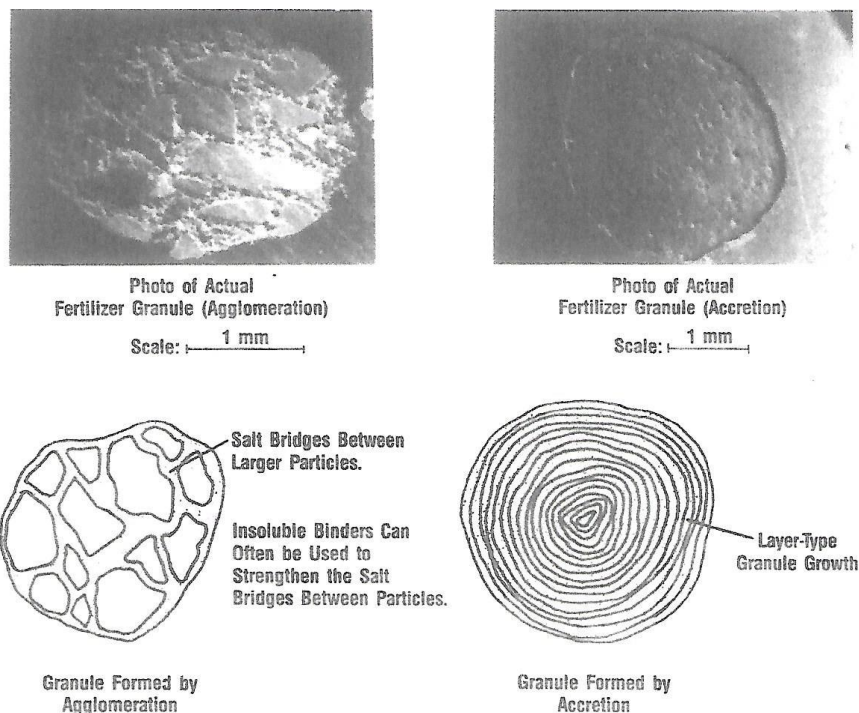 Photo of Actual
Fertilizer Granule (Agglomeration)
Scale: 1 mm
Photo of Actual
Fertilizer Granule (Accretion)
Scale: 1 mm
Salt Bridges Between
Larger Particles.
Insoluble Binders Can
Often be Used to
Strengthen the Salt
Bridges Between Particles.
Granule Formed by
Agglomeration
Layer-Type
Granule Growth
Granule Formed by
Accretion